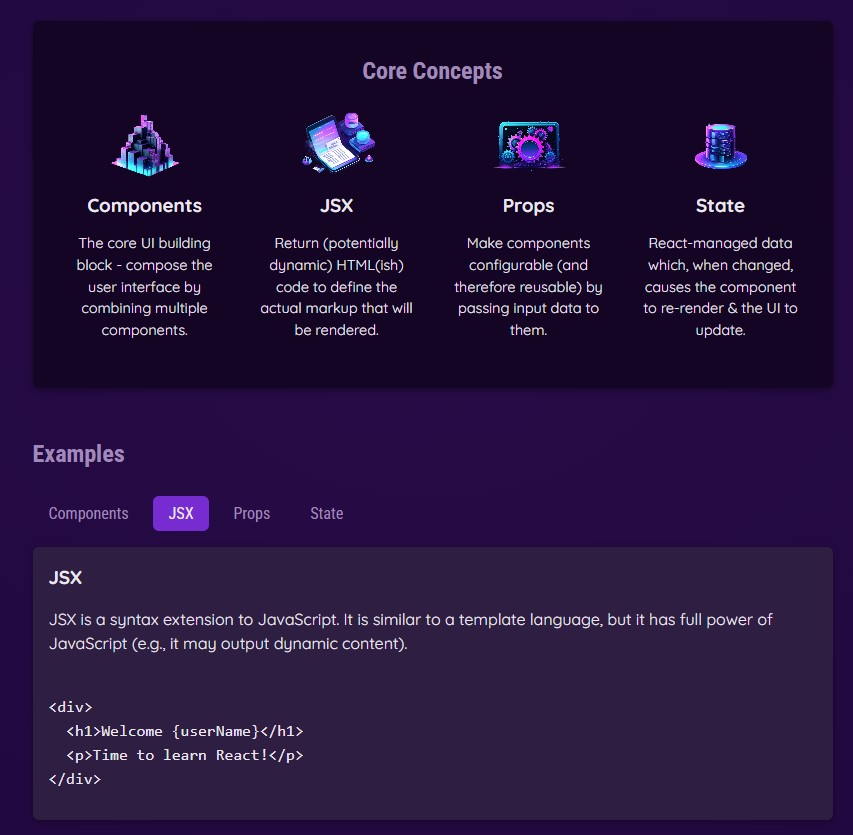 Core Concepts
Components
The core UI building
block - compose the
user interface by
combining multiple
components.
JSX
Return (potentially
dynamic) HTML(ish)
code to define the
actual markup that will
be rendered.
Props
Make components
configurable (and
therefore reusable) by
passing input data to
them.
State
React-managed data
which, when changed,
causes the component
to re-render & the UI to
update.
Examples
Components JSX Props State
JSX
JSX is a syntax extension to JavaScript. It is similar to a template language, but it has full power of
JavaScript (e.g., it may output dynamic content).
<div>
  <h1>Welcome {userName}</h1>
  <p>Time to learn React!</p>
</div>